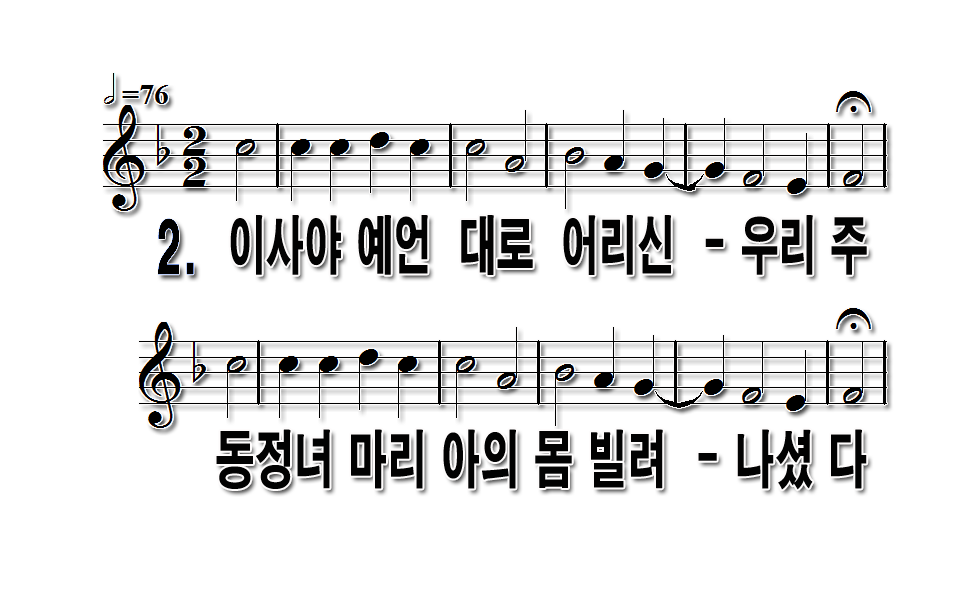 =76
2. 이사야 예언 대로 어리신 - 우리 주
동정녀 마리 아의 몸 빌려 - 나셨 다